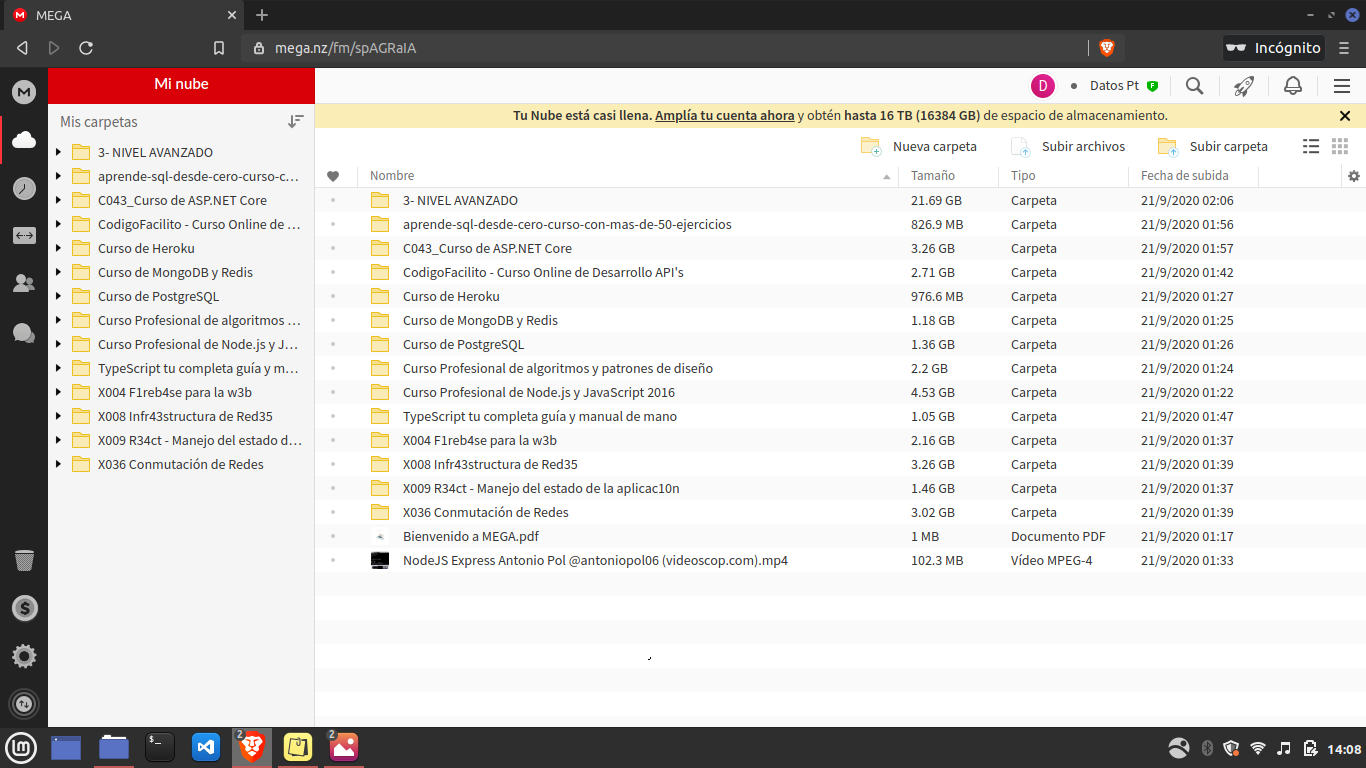 MEGA
mega.nz/fm/spAGRaIA
Incógnito
Mi nube
D
Datos Pt
F
Tu Nube está casi llena. Amplía tu cuenta ahora y obtén hasta 16 TB (16384 GB) de espacio de almacenamiento.
Mis carpetas
Nueva carpeta
Subir archivos
Subir carpeta
3- NIVEL AVANZADO
aprende-sql-desde-cero-curso-c...
C043_Curso de ASP.NET Core
CodigoFacilito - Curso Online de ...
Curso de Heroku
Curso de MongoDB y Redis
Curso de PostgreSQL
Curso Profesional de algoritmos ...
Curso Profesional de Node.js y J...
TypeScript tu completa guía y m...
X004 F1reb4se para la w3b
X008 Infr43structura de Red35
X009 R34ct - Manejo del estado d...
X036 Conmutación de Redes
Nombre Tamaño Tipo Fecha de subida
3- NIVEL AVANZADO 21.69 GB Carpeta 21/9/2020 02:06
aprende-sql-desde-cero-curso-con-mas-de-50-ejercicios 826.9 MB Carpeta 21/9/2020 01:56
C043_Curso de ASP.NET Core 3.26 GB Carpeta 21/9/2020 01:57
CodigoFacilito - Curso Online de Desarrollo API's 2.71 GB Carpeta 21/9/2020 01:42
Curso de Heroku 976.6 MB Carpeta 21/9/2020 01:27
Curso de MongoDB y Redis 1.18 GB Carpeta 21/9/2020 01:25
Curso de PostgreSQL 1.36 GB Carpeta 21/9/2020 01:26
Curso Profesional de algoritmos y patrones de diseño 2.2 GB Carpeta 21/9/2020 01:24
Curso Profesional de Node.js y JavaScript 2016 4.53 GB Carpeta 21/9/2020 01:22
TypeScript tu completa guía y manual de mano 1.05 GB Carpeta 21/9/2020 01:47
X004 F1reb4se para la w3b 2.16 GB Carpeta 21/9/2020 01:37
X008 Infr43structura de Red35 3.26 GB Carpeta 21/9/2020 01:39
X009 R34ct - Manejo del estado de la aplicac10n 1.46 GB Carpeta 21/9/2020 01:37
X036 Conmutación de Redes 3.02 GB Carpeta 21/9/2020 01:39
Bienvenido a MEGA.pdf 1 MB Documento PDF 21/9/2020 01:17
NodeJS Express Antonio Pol @antoniopol06 (videoscop.com).mp4 102.3 MB Vídeo MPEG-4 21/9/2020 01:33
2
2
14:08